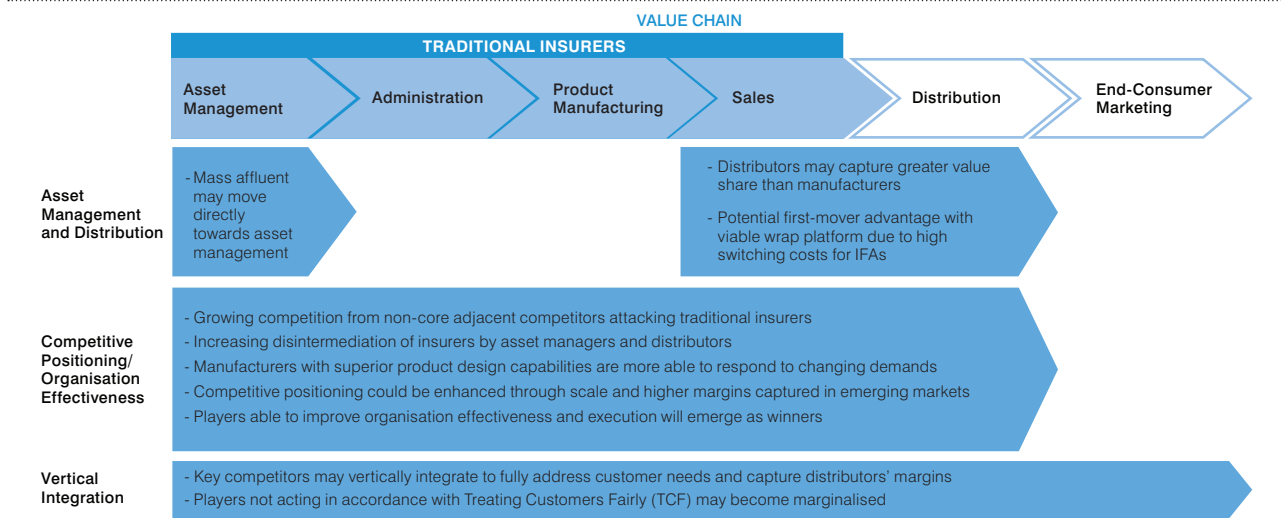 VALUE CHAIN
TRADITIONAL INSURERS
Asset
Management
Administration
Product
Manufacturing
Sales
Distribution
End-Consumer
Marketing
Asset
Management
and Distribution
- Mass affluent
may move
directly
towards asset
management
- Distributors may capture greater value
share than manufacturers
- Potential first-mover advantage with
viable wrap platform due to high
switching costs for IFAs
Competitive
Positioning/
Organisation
Effectiveness
- Growing competition from non-core adjacent competitors attacking traditional insurers
- Increasing disintermediation of insurers by asset managers and distributors
- Manufacturers with superior product design capabilities are more able to respond to changing demands
- Competitive positioning could be enhanced through scale and higher margins captured in emerging markets
- Players able to improve organisation effectiveness and execution will emerge as winners
Vertical
Integration
- Key competitors may vertically integrate to fully address customer needs and capture distributors' margins
- Players not acting in accordance with Treating Customers Fairly (TCF) may become marginalised